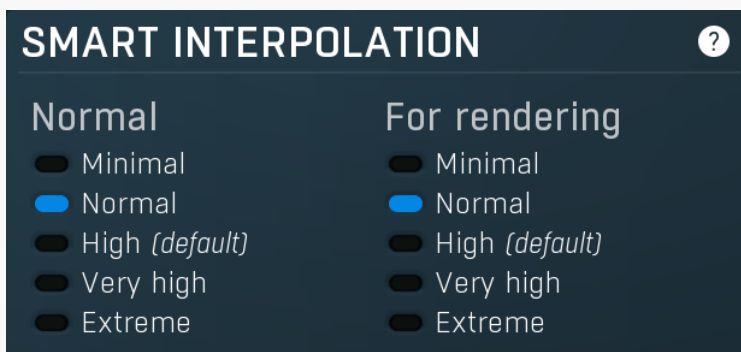 SMART INTERPOLATION ?
Normal
Minimal
Normal
High (default)
Very high
Extreme
For rendering
Minimal
Normal
High (default)
Very high
Extreme